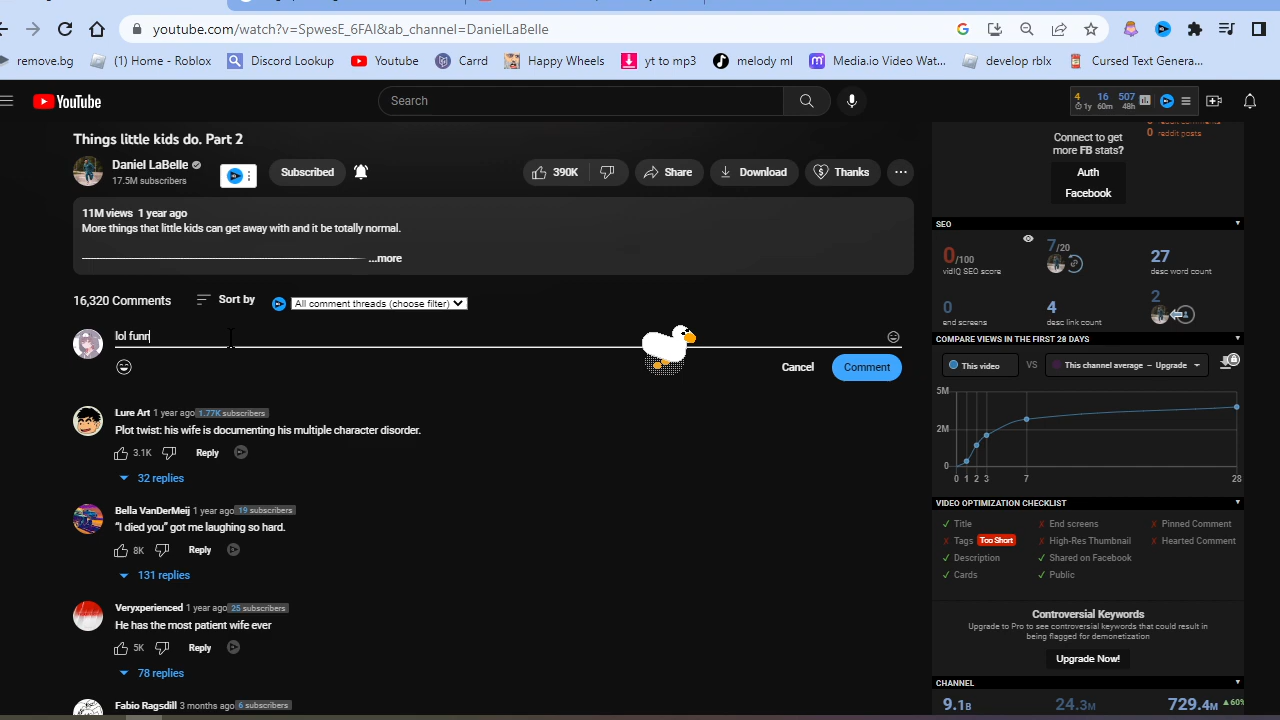 youtube.com/watch?v=SpwesE_6FAI&ab_channel=DanielLaBelle
remove.bg
(1) Home - Roblox
Discord Lookup
Youtube
Carrd
Happy Wheels
yt to mp3
melody ml
Media.io Video Wat...
develop rblx
Cursed Text Genera...
YouTube
Search
4 16 507
1y 60m 48h
Things little kids do. Part 2
Daniel LaBelle
17.5M subscribers
Subscribed
390K
Share
Download
Thanks
11M views 1 year ago
More things that little kids can get away with and it be totally normal.
...more
16,320 Comments
Sort by
All comment threads (choose filter)
lol funr
Cancel
Comment
Lure Art 1 year ago 1.77K subscribers
Plot twist: his wife is documenting his multiple character disorder.
3.1K
Reply
32 replies
Bella VanDerMeij 1 year ago 19 subscribers
“I died you” got me laughing so hard.
8K
Reply
131 replies
Veryxperienced 1 year ago 25 subscribers
He has the most patient wife ever
5K
Reply
78 replies
Fabio Ragsdill 3 months ago 6 subscribers
0 reddit posts
Connect to get
more FB stats?
Auth
Facebook
SEO
0/100
vidIQ SEO score
7/20
27
desc word count
0
end screens
4
desc link count
2
COMPARE VIEWS IN THE FIRST 28 DAYS
This video
VS
This channel average – Upgrade
5M
2M
0
0 1 2 3 7 28
VIDEO OPTIMIZATION CHECKLIST
Title
End screens
Pinned Comment
Tags Too Short
High-Res Thumbnail
Hearted Comment
Description
Shared on Facebook
Cards
Public
Controversial Keywords
Upgrade to Pro to see controversial keywords that could result in
being flagged for demonetization
Upgrade Now!
CHANNEL
9.1B
24.3M
729.4M
60%